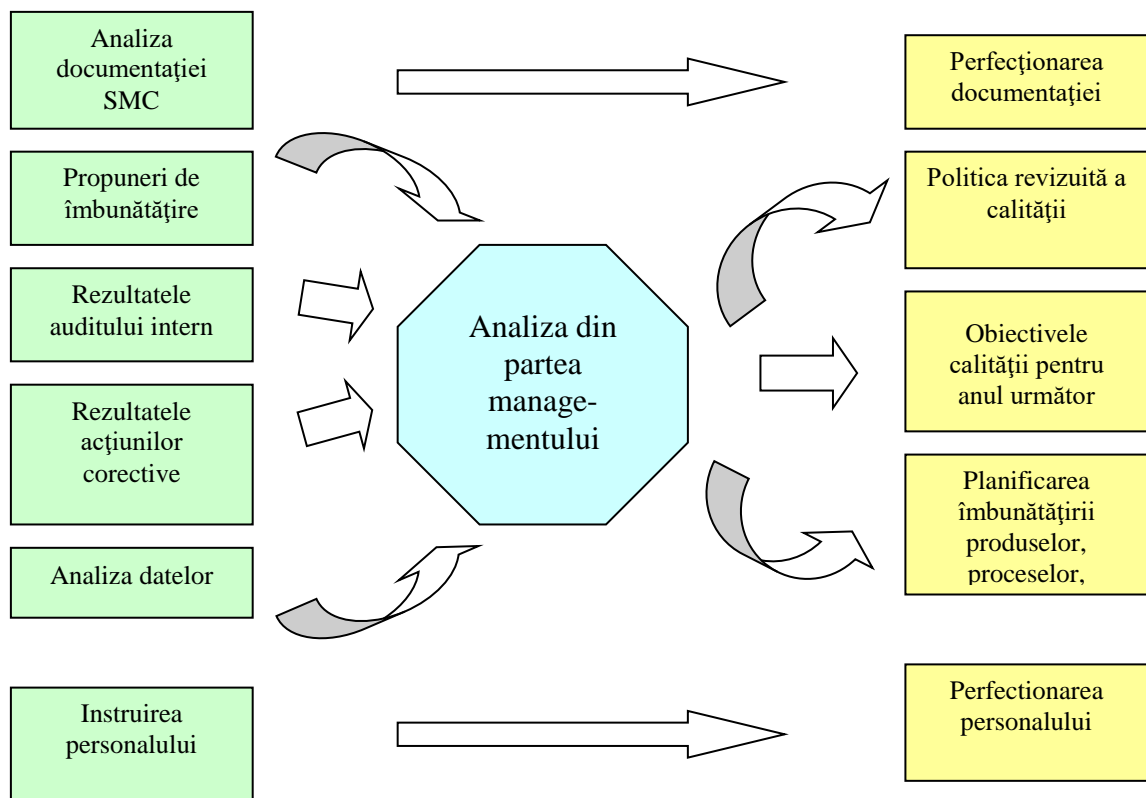 Analiza
documentaţiei
SMC
Propuneri de
îmbunătăţire
Rezultatele
auditului intern
Rezultatele
acţiunilor
corective
Analiza datelor
Instruirea
personalului
Analiza din
partea
manage-
mentului
Perfecţionarea
documentaţiei
Politica revizuită a
calităţii
Obiectivele
calităţii pentru
anul următor
Planificarea
îmbunătăţirii
produselor,
proceselor,
Perfectionarea
personalului